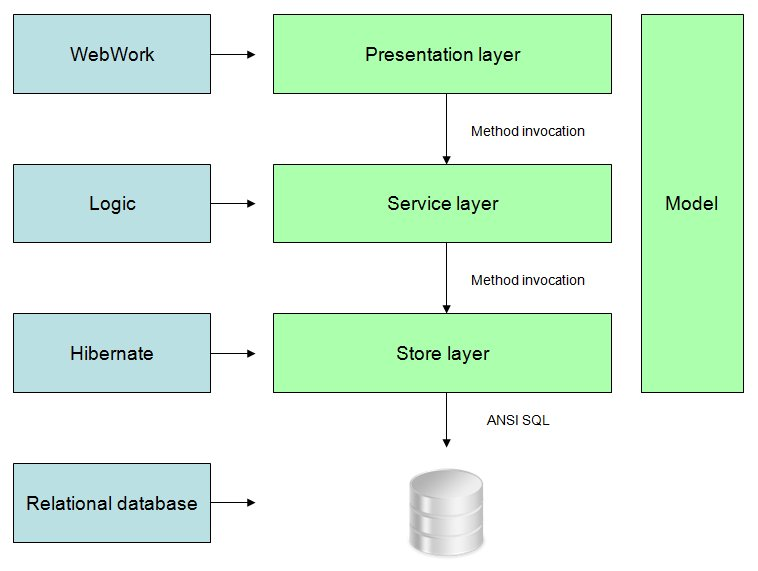 WebWork
Presentation layer
Method invocation
Logic
Service layer
Model
Method invocation
Hibernate
Store layer
ANSI SQL
Relational database